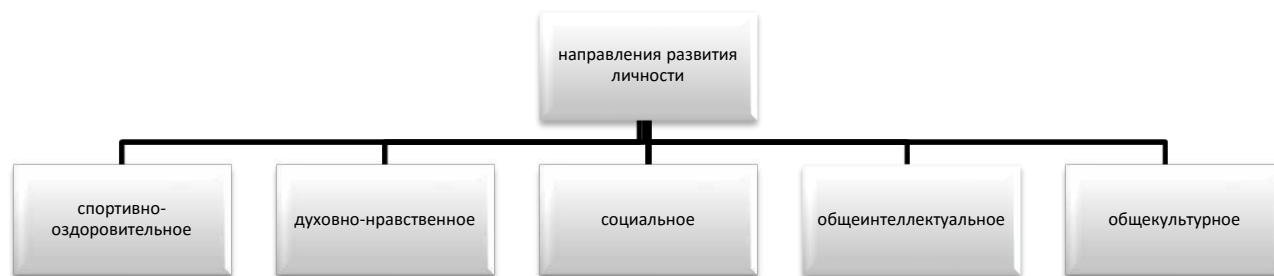 направления развития
личности
спортивно-
оздоровительное
духовно-нравственное
социальное
общеинтеллектуальное
общекультурное